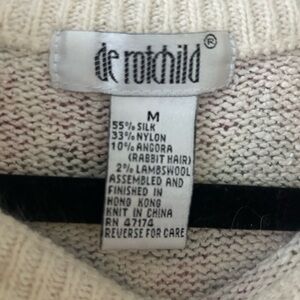 de rotchild®
M
55% SILK
33% NYLON
10% ANGORA
(RABBIT HAIR)
2% LAMBSWOOL
ASSEMBLED AND
FINISHED IN
HONG KONG
KNIT IN CHINA
RN 47174
REVERSE FOR CARE